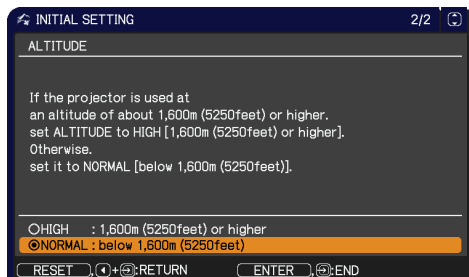 INITIAL SETTING 2/2
ALTITUDE
If the projector is used at
an altitude of about 1,600m (5250feet) or higher.
set ALTITUDE to HIGH [1,600m (5250feet) or higher].
Otherwise.
set it to NORMAL [below 1,600m (5250feet)].
HIGH : 1,600m (5250feet) or higher
NORMAL : below 1,600m (5250feet)
RESET ,+:RETURN ENTER ,:END